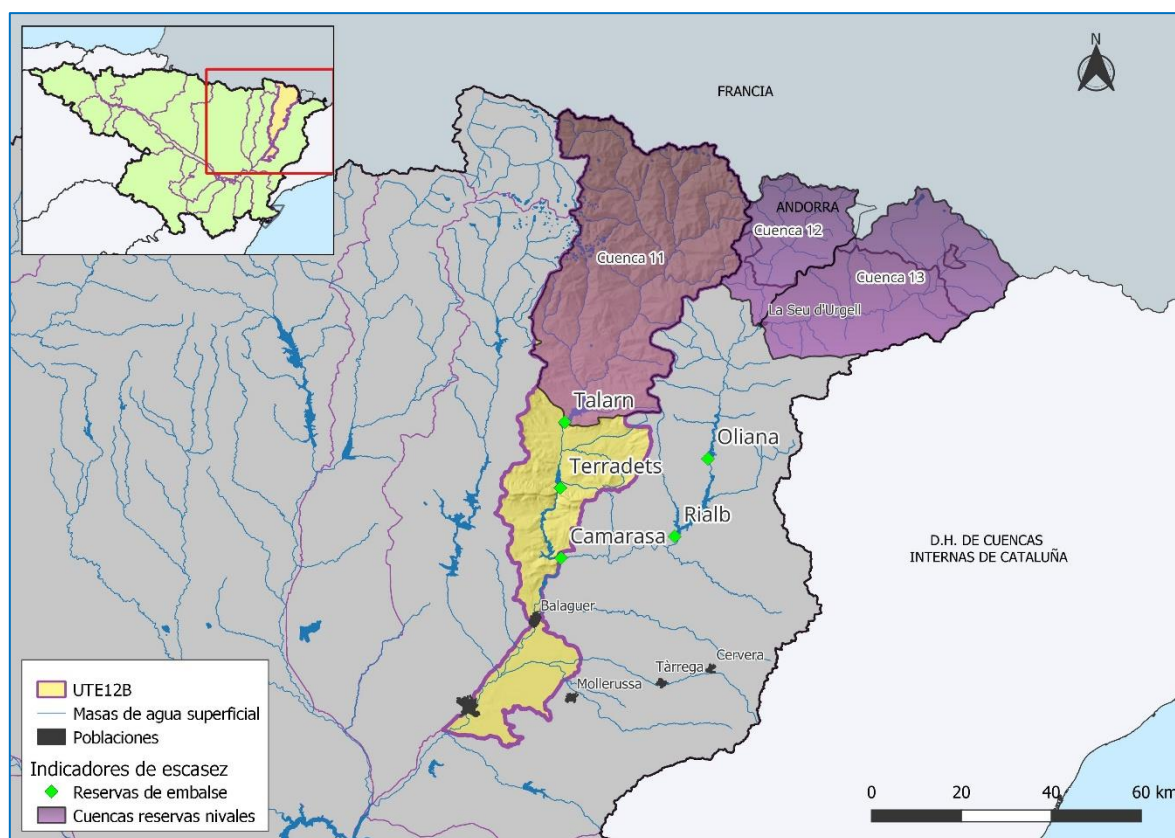 N
FRANCIA
ANDORRA
Cuenca 12
Cuenca 11
Cuenca 13
La Seu d'Urgell
Talarn
Oliana
Terradets
Rialb
Camarasa
D.H. DE CUENCAS
INTERNAS DE CATALUÑA
Balaguer
Cervera
Tàrrega
Mollerussa
UTE12B
Masas de agua superficial
Poblaciones
Indicadores de escasez
Reservas de embalse
Cuencas reservas nivales
0 20 40 60 km